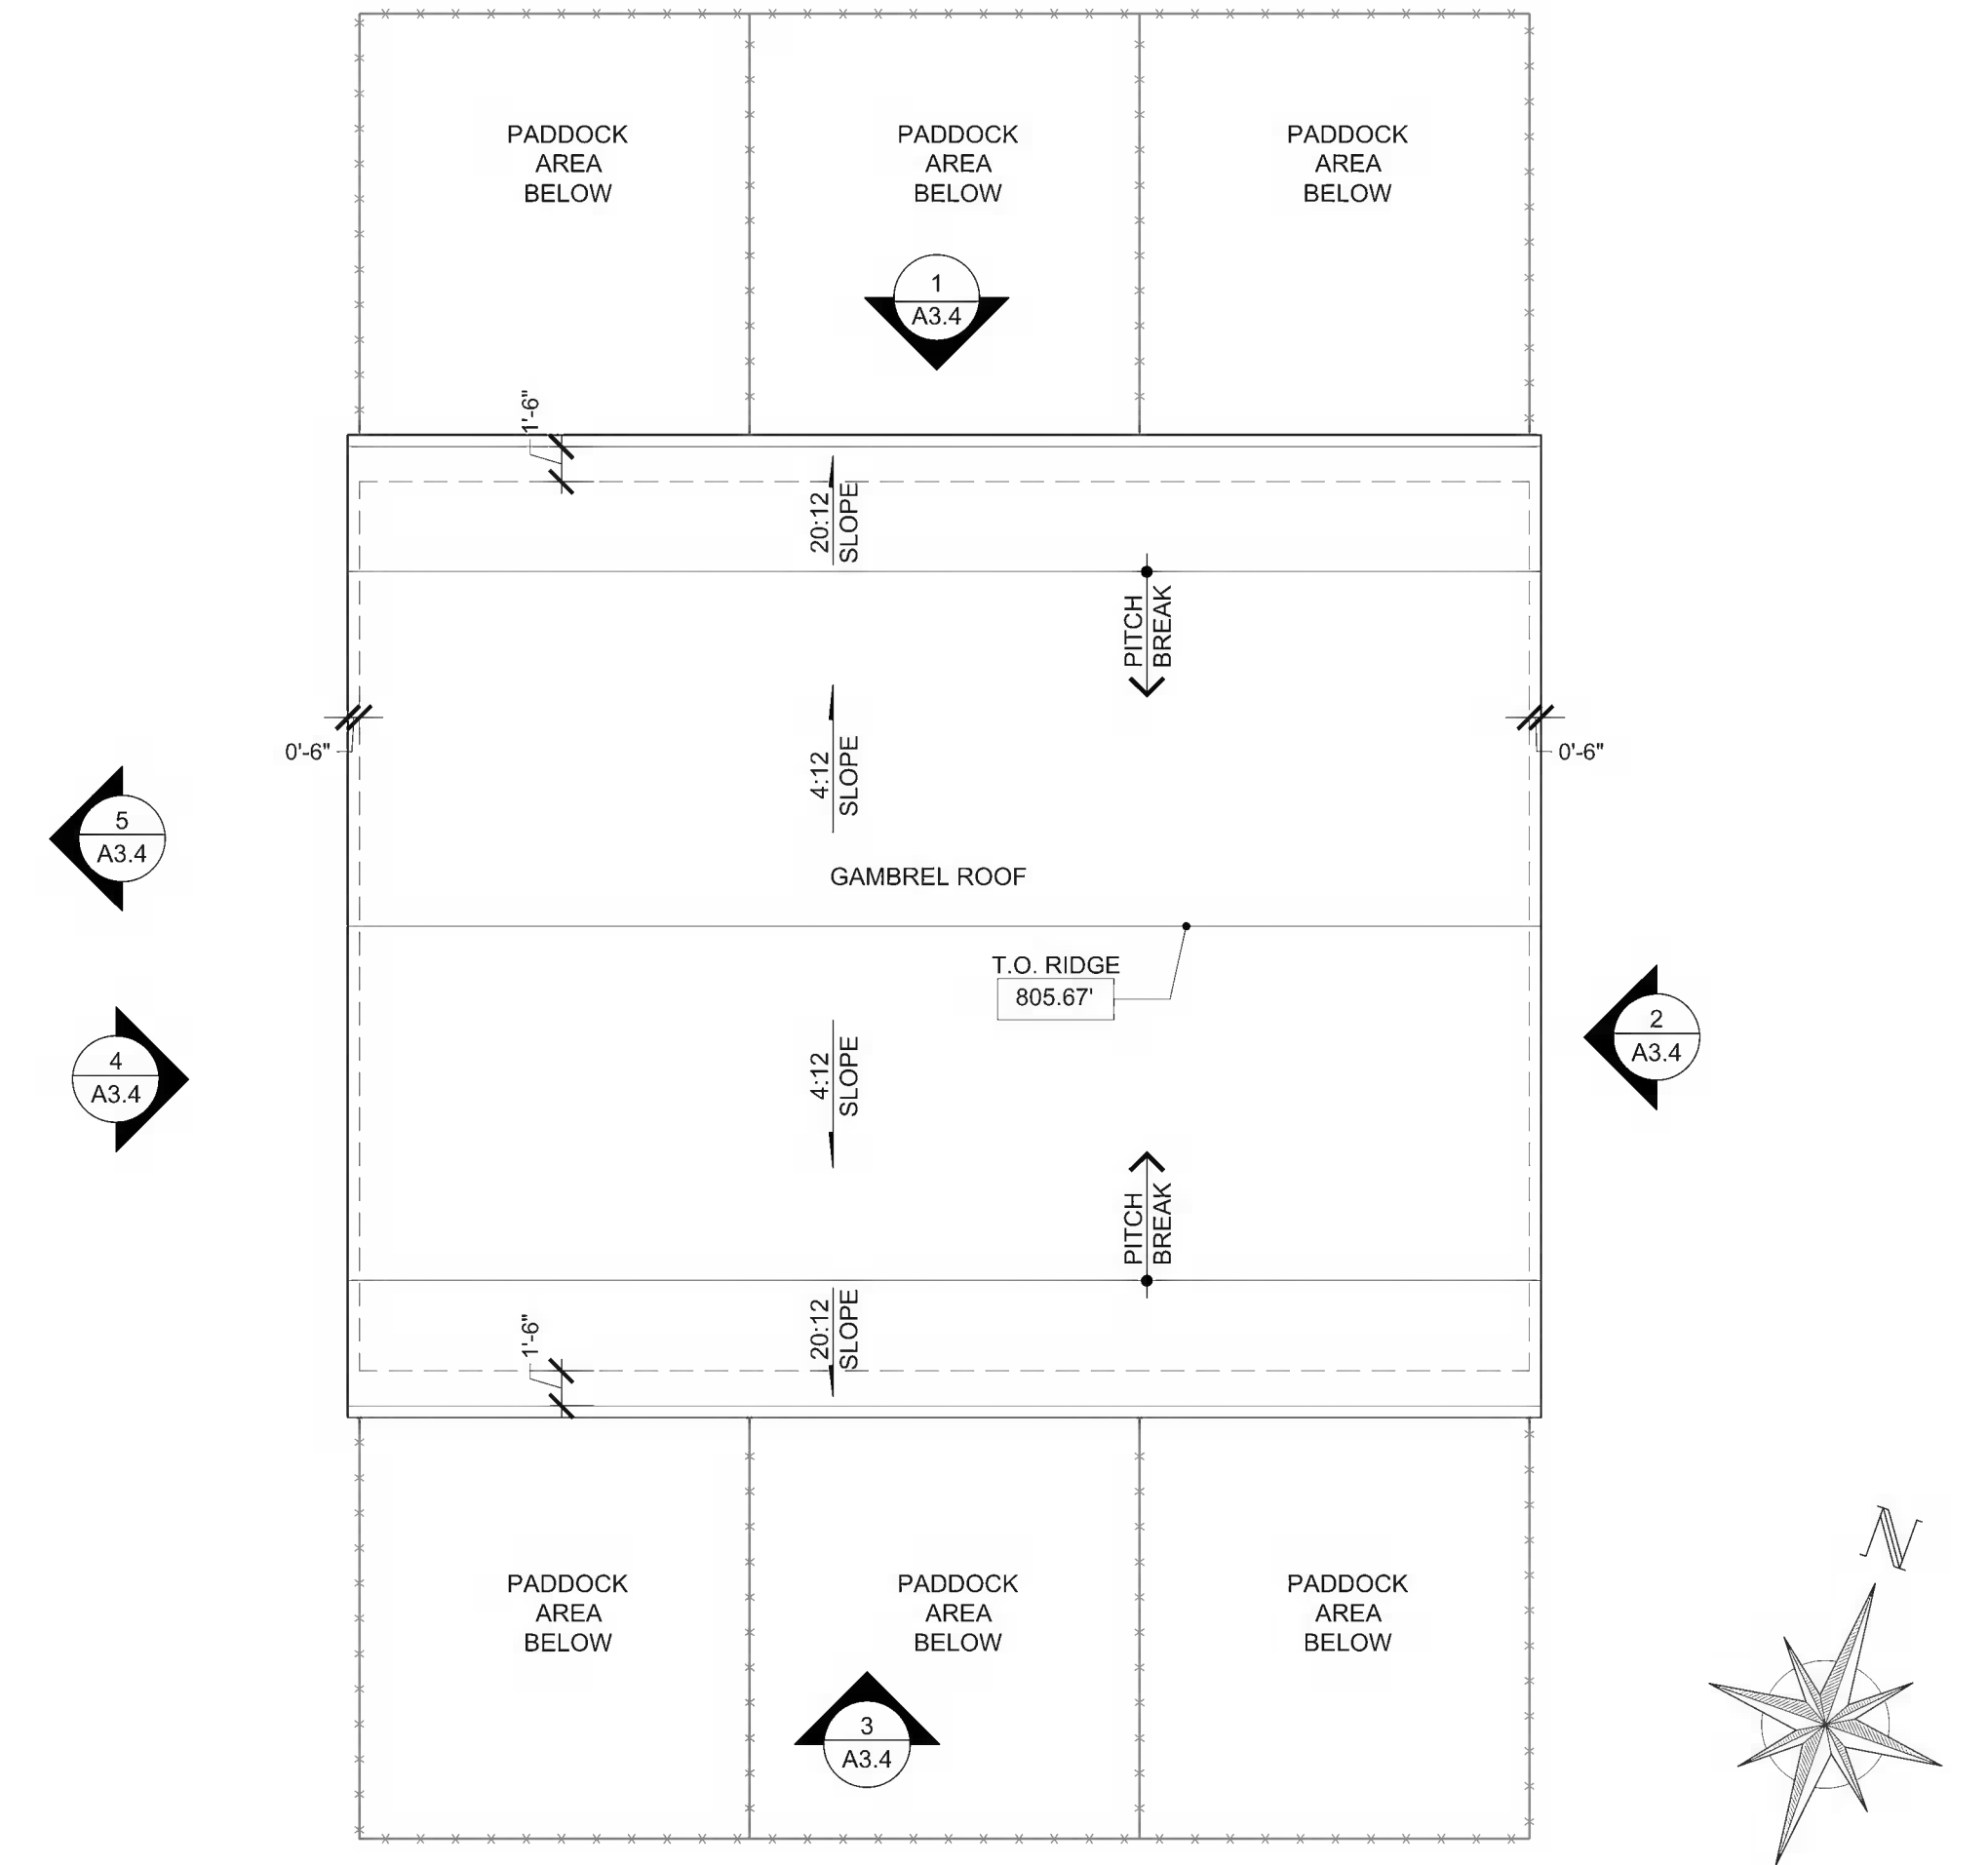 PADDOCK
AREA
BELOW
PADDOCK
AREA
BELOW
PADDOCK
AREA
BELOW
1
A3.4
1'-6"
20:12
SLOPE
PITCH
BREAK
0'-6"
0'-6"
4:12
SLOPE
5
A3.4
GAMBREL ROOF
T.O. RIDGE
805.67'
2
A3.4
4
A3.4
4:12
SLOPE
PITCH
BREAK
1'-6"
20:12
SLOPE
PADDOCK
AREA
BELOW
PADDOCK
AREA
BELOW
PADDOCK
AREA
BELOW
3
A3.4
N